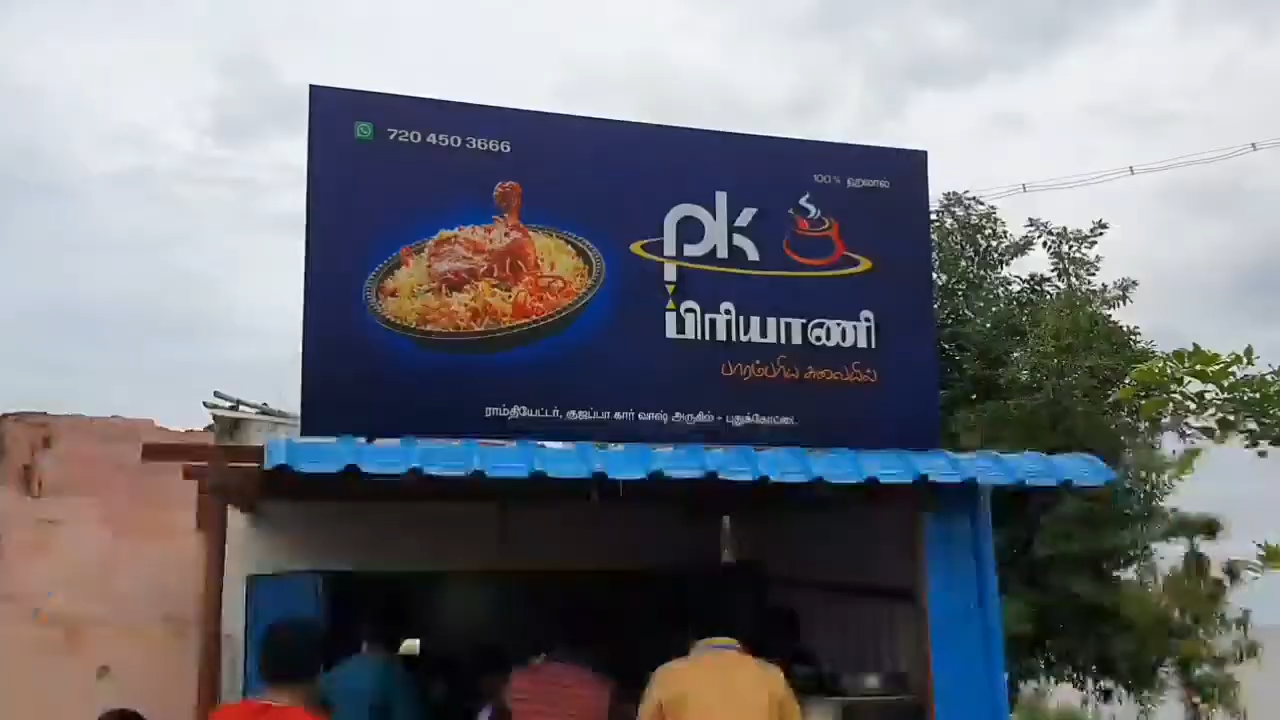 720 450 3666
100% ஹலால்
pk
பிரியாணி
பாரம்பரிய சுவையில்
ராம்தியேட்டர், குஜப்பா கார் வாஷ் அருகில் - புதுக்கோட்டை.